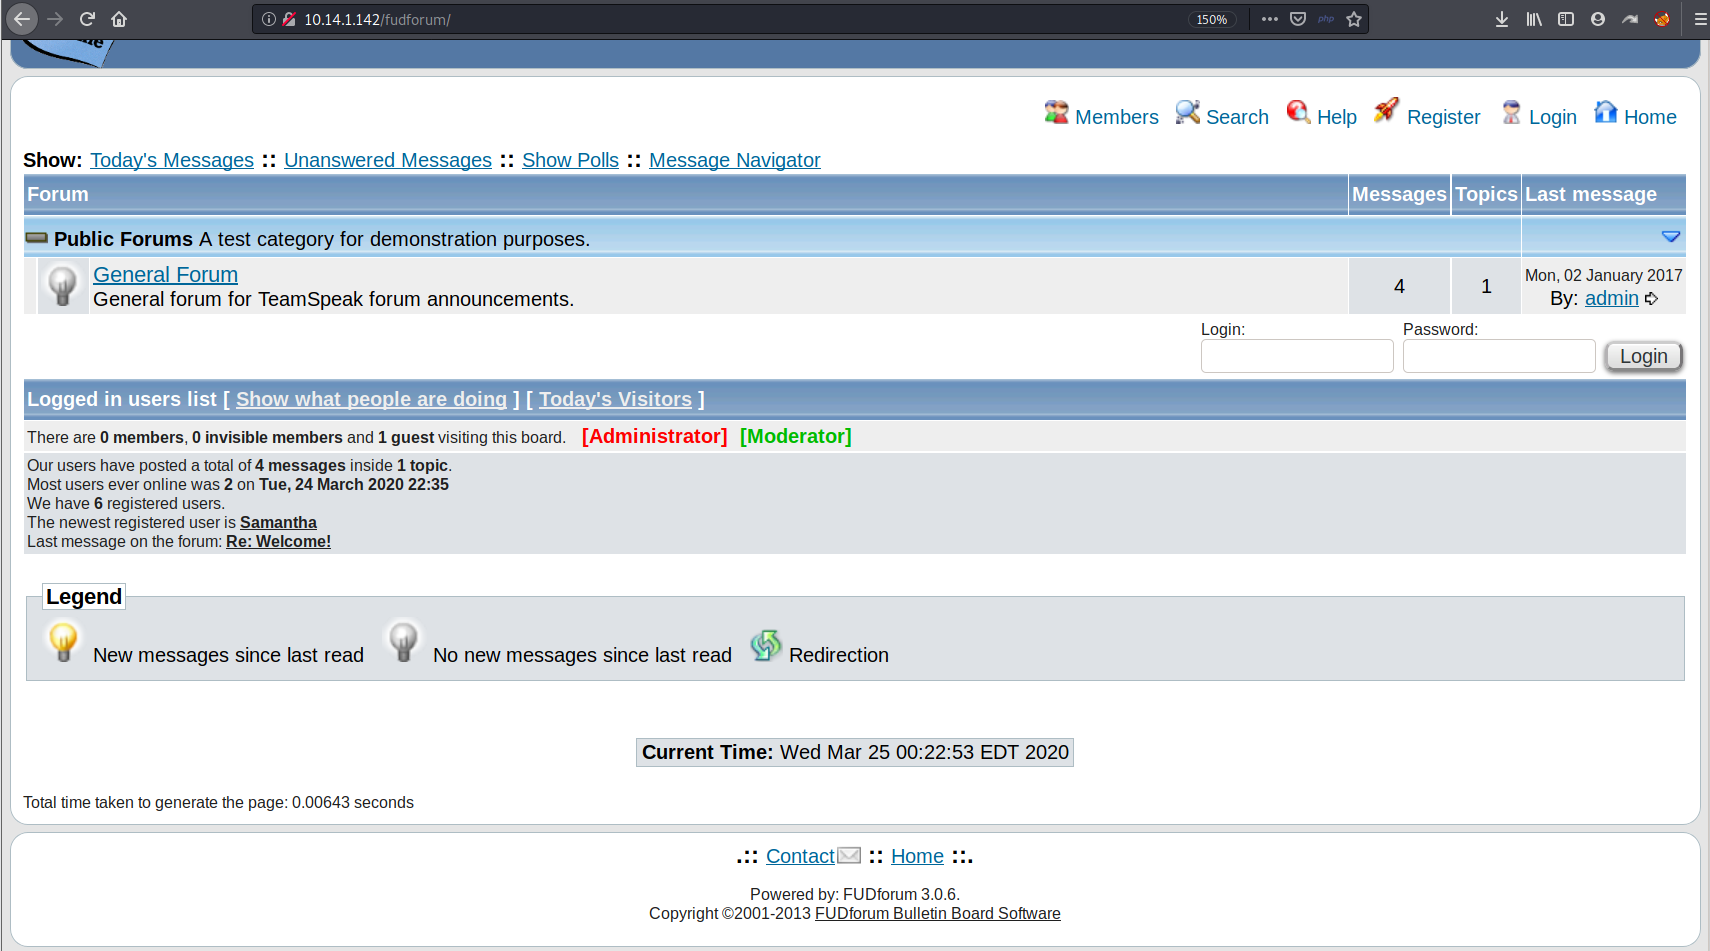 10.14.1.142/fudforum/ 150% php
Members Search Help Register Login Home
Show: Today's Messages :: Unanswered Messages :: Show Polls :: Message Navigator
Forum Messages Topics Last message
Public Forums A test category for demonstration purposes.
General Forum
General forum for TeamSpeak forum announcements.
4 1 Mon, 02 January 2017
By: admin
Login: Password:
Login
Logged in users list [ Show what people are doing ] [ Today's Visitors ]
There are 0 members, 0 invisible members and 1 guest visiting this board. [Administrator] [Moderator]
Our users have posted a total of 4 messages inside 1 topic.
Most users ever online was 2 on Tue, 24 March 2020 22:35
We have 6 registered users.
The newest registered user is Samantha
Last message on the forum: Re: Welcome!
Legend
New messages since last read No new messages since last read Redirection
Current Time: Wed Mar 25 00:22:53 EDT 2020
Total time taken to generate the page: 0.00643 seconds
.:: Contact :: Home ::.
Powered by: FUDforum 3.0.6.
Copyright ©2001-2013 FUDforum Bulletin Board Software